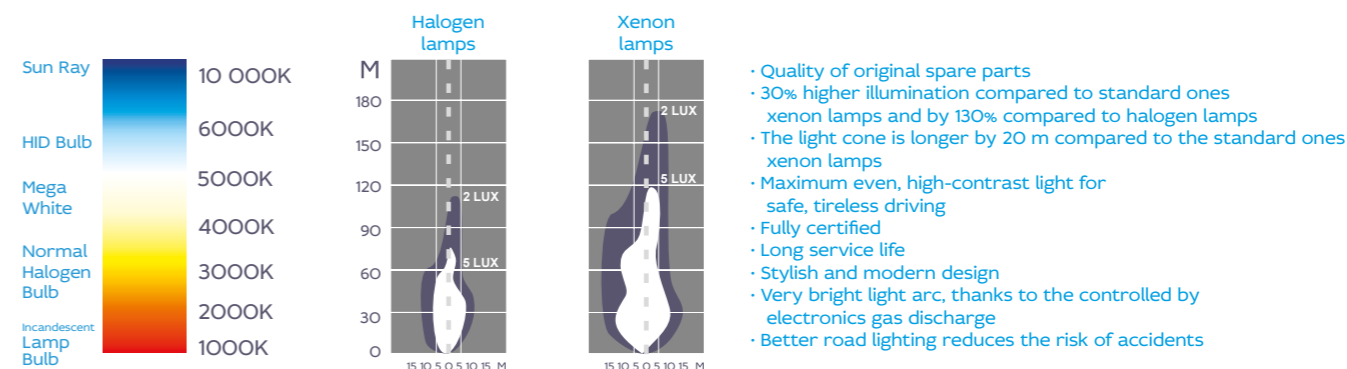 Sun Ray
HID Bulb
Mega
White
Normal
Halogen
Bulb
Incandescent
Lamp
Bulb
10 000K
6000K
5000K
4000K
3000K
2000K
1000K
Halogen
lamps
M
180
150
120
90
60
30
0
2 LUX
5 LUX
15 10 5 0 5 10 15 M
Xenon
lamps
2 LUX
5 LUX
15 10 5 0 5 10 15 M
· Quality of original spare parts
· 30% higher illumination compared to standard ones
xenon lamps and by 130% compared to halogen lamps
· The light cone is longer by 20 m compared to the standard ones
xenon lamps
· Maximum even, high-contrast light for
safe, tireless driving
· Fully certified
· Long service life
· Stylish and modern design
· Very bright light arc, thanks to the controlled by
electronics gas discharge
· Better road lighting reduces the risk of accidents